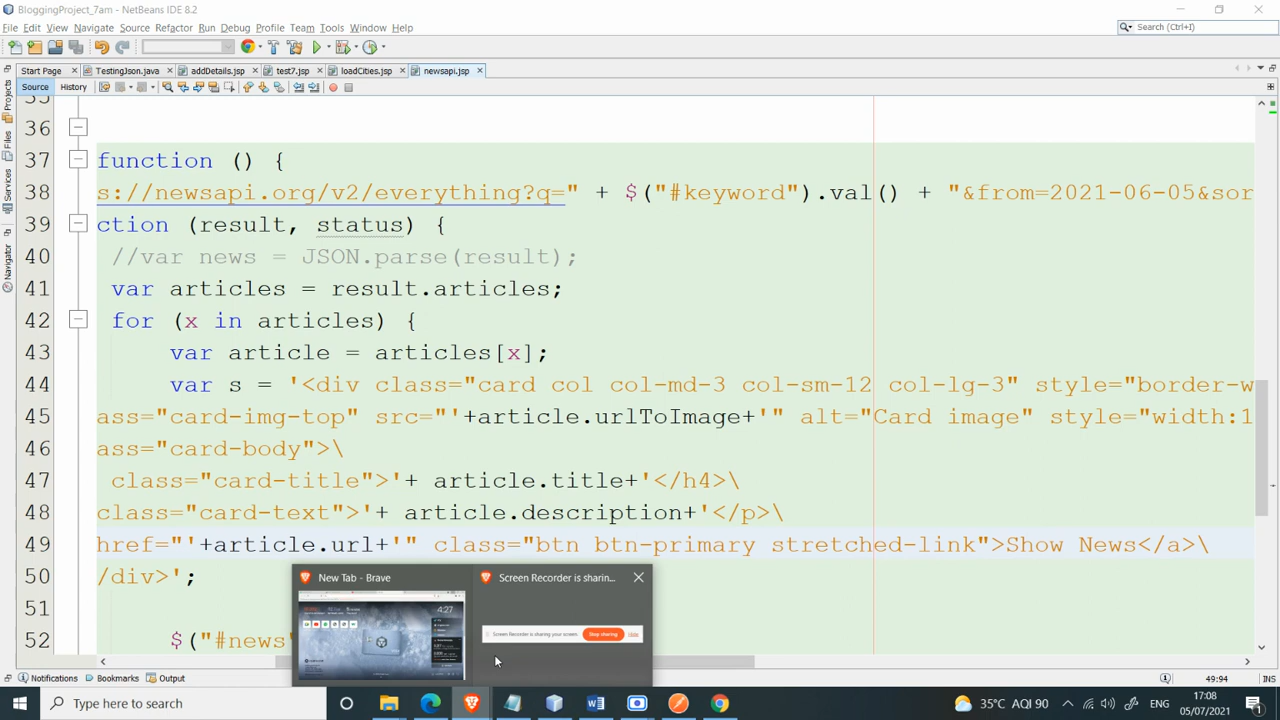 BloggingProject_7am - NetBeans IDE 8.2
File Edit View Navigate Source Refactor Run Debug Profile Team Tools Window Help
Search (Ctrl+I)
Start Page TestingJson.java addDetails.jsp test7.jsp loadCities.jsp newsapi.jsp
Source History
Projects
Files
Services
Navigator
35
36
37 function () {
38 s://newsapi.org/v2/everything?q=" + $("#keyword").val() + "&from=2021-06-05&sor
39 ction (result, status) {
40 //var news = JSON.parse(result);
41 var articles = result.articles;
42 for (x in articles) {
43 var article = articles[x];
44 var s = '<div class="card col col-md-3 col-sm-12 col-lg-3" style="border-w
45 ass="card-img-top" src="'+article.urlToImage+'" alt="Card image" style="width:1
46 ass="card-body">\
47 class="card-title">'+ article.title+'</h4>\
48 class="card-text">'+ article.description+'</p>\
49 href="'+article.url+'" class="btn btn-primary stretched-link">Show News</a>\
50 /div>';
51
52 $("#news"
New Tab - Brave
Screen Recorder is sharin...
4:27
Screen Recorder is sharing your screen. Stop sharing Hide
Notifications Bookmarks Output
49:94 INS
Type here to search
35°C AQI 90
ENG
17:08
05/07/2021